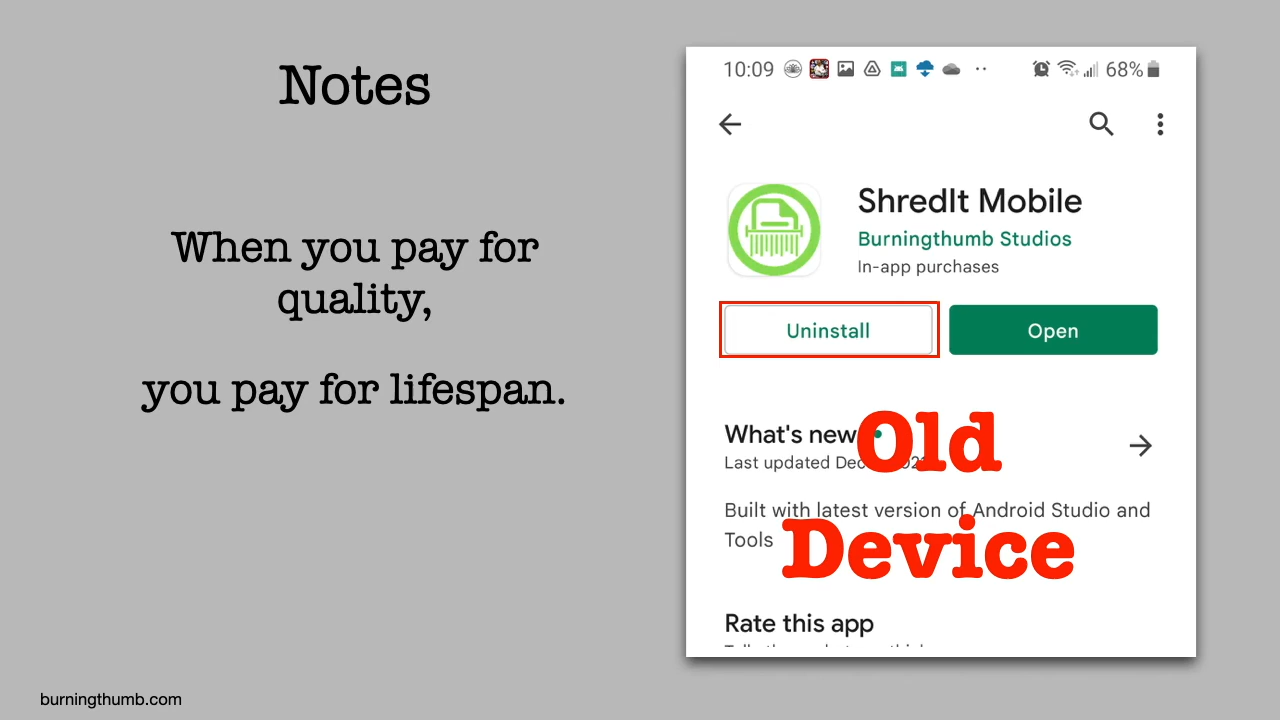 Notes
When you pay for
quality,
you pay for lifespan.
10:09
68%
ShredIt Mobile
Burningthumb Studios
In-app purchases
Uninstall
Open
What's new
Last updated
Old
Built with latest version of Android Studio and
Tools
Device
Rate this app
burningthumb.com